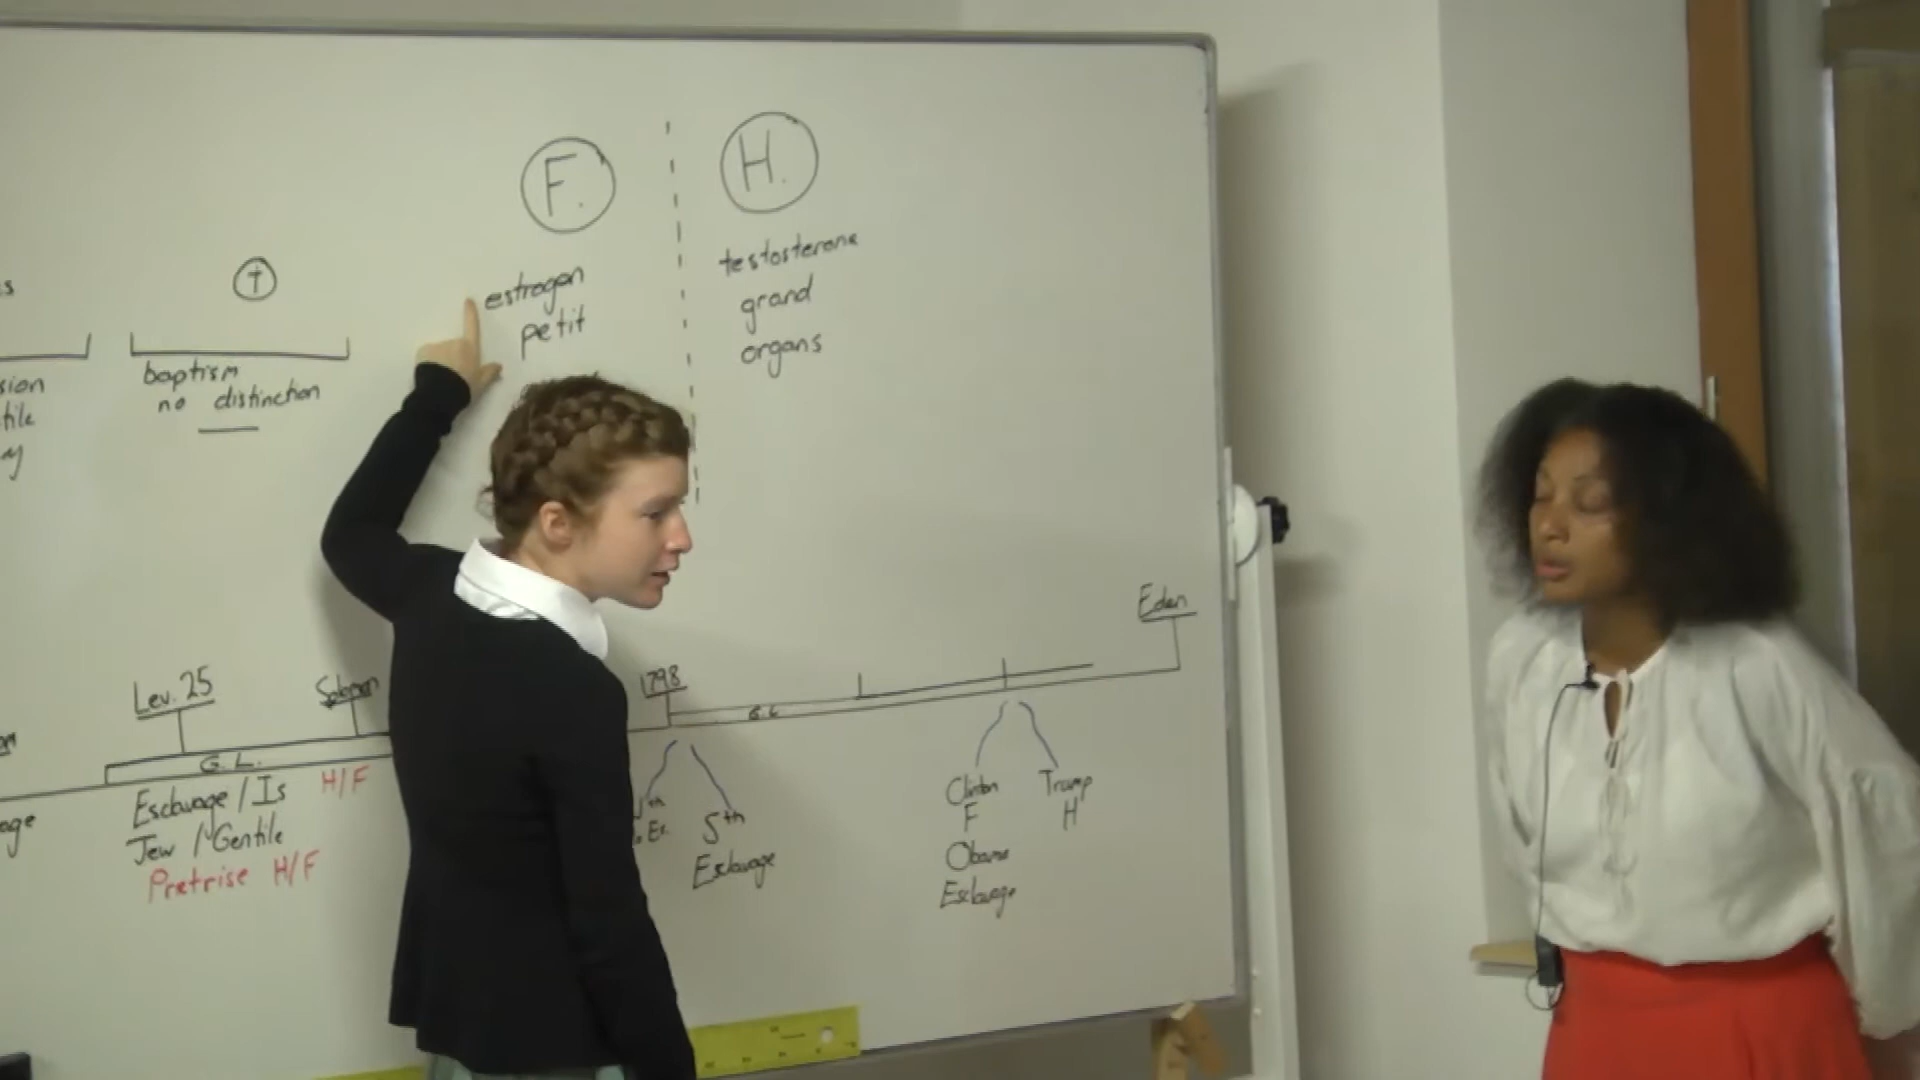 F.
H.
estrogen
petit
testosterone
grand
organs
†
baptism
no distinction
Lev. 25
Solomon
1798
Eden
G.L.
Esclavage / Is H/F
Jew / Gentile
Pretrise H/F
G.L
5th
Esclavage
Clinton
F
Trump
H
Obama
Esclavage